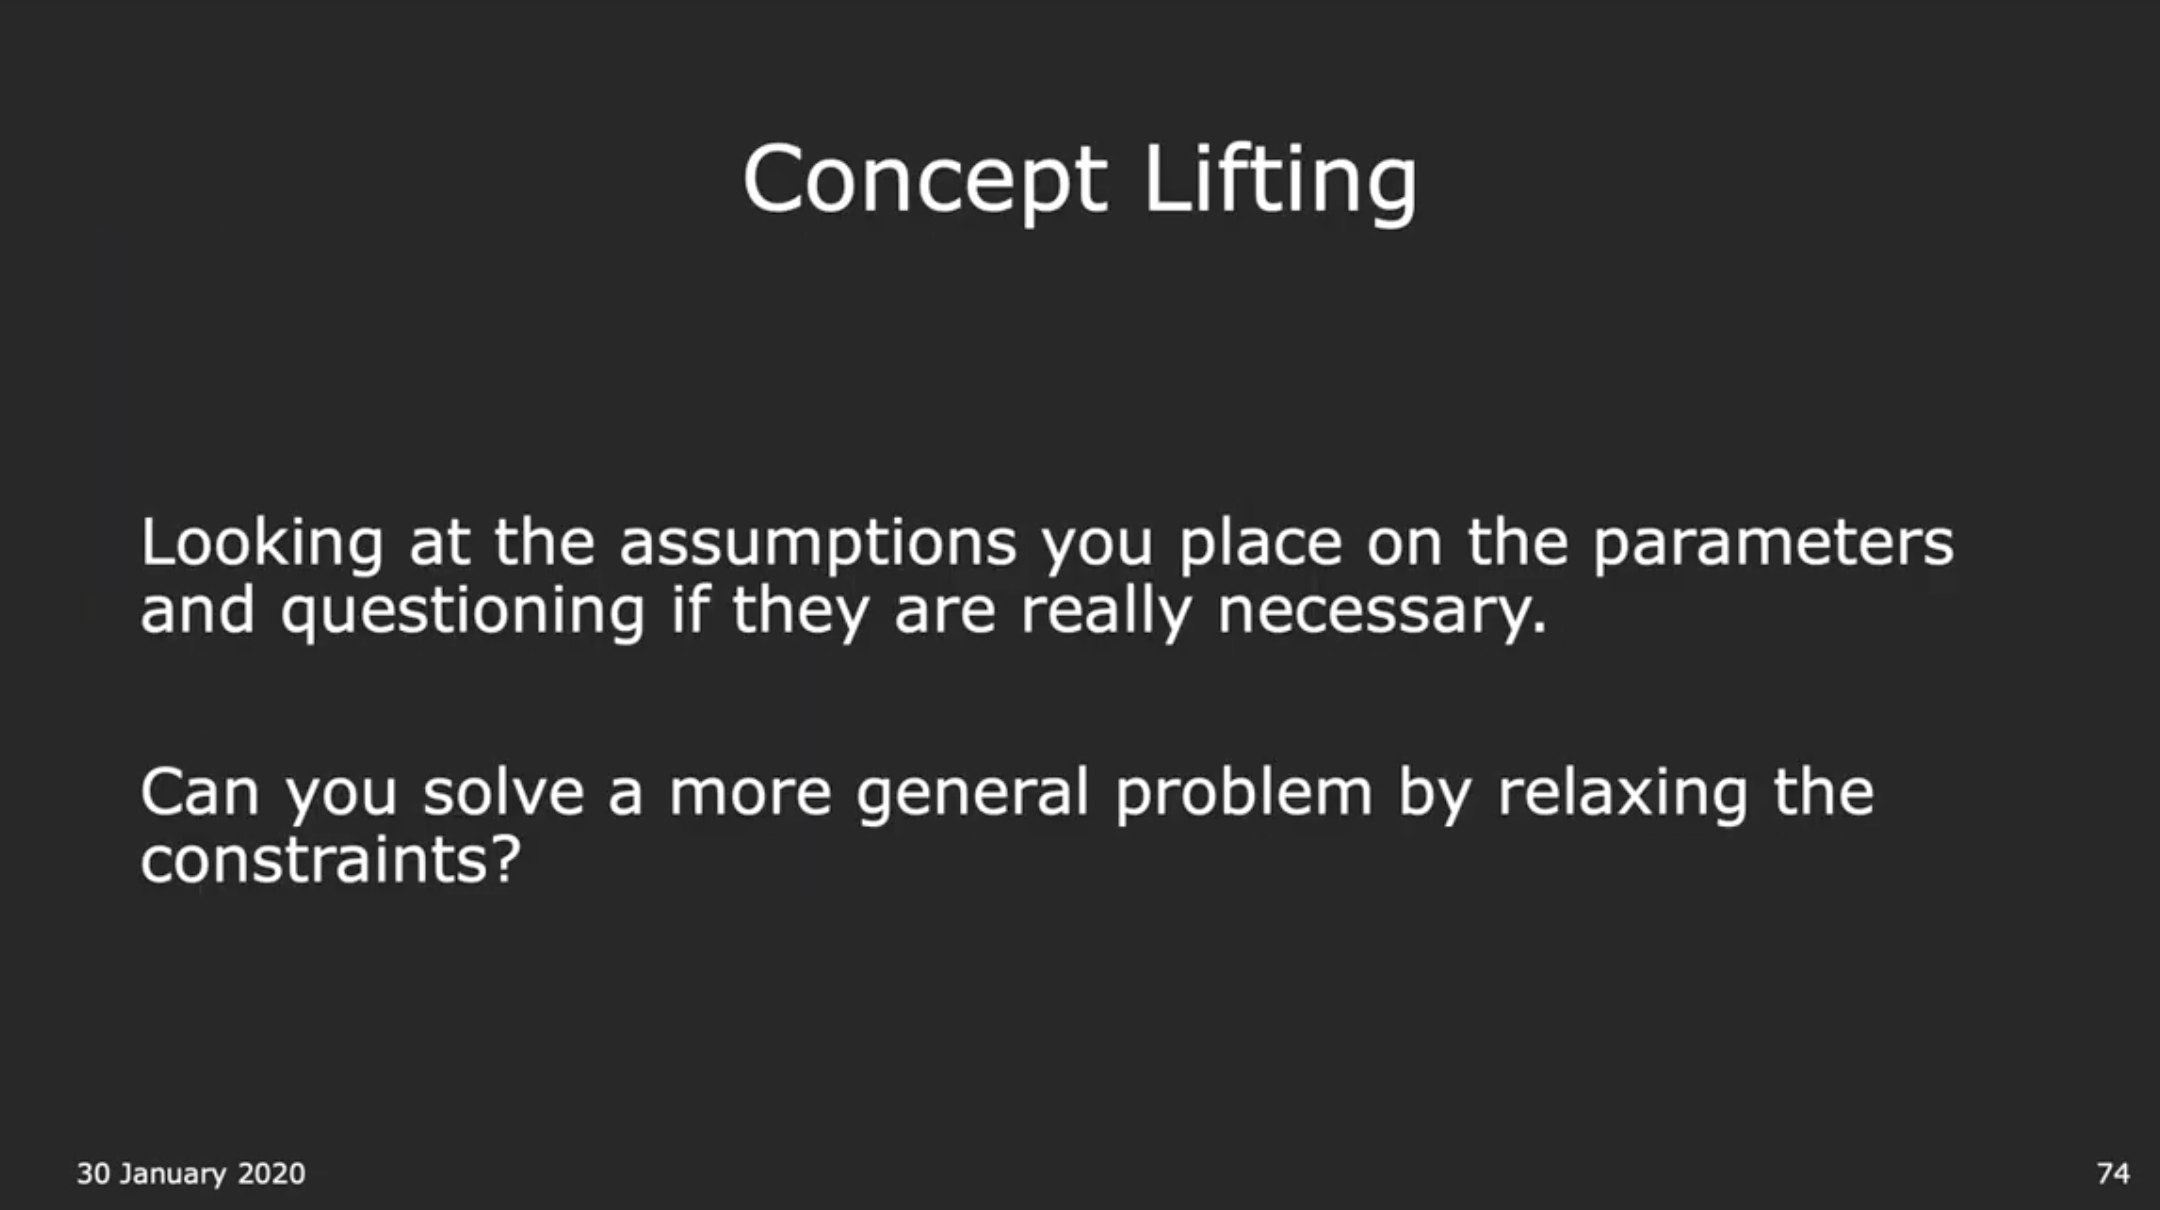 Concept Lifting
Looking at the assumptions you place on the parameters
and questioning if they are really necessary.
Can you solve a more general problem by relaxing the
constraints?
30 January 2020
74